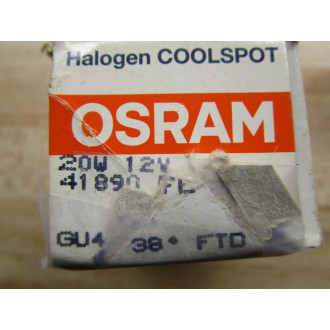 Halogen COOLSPOT
OSRAM
20W 12V
41890 FL
GU4 38° FTD